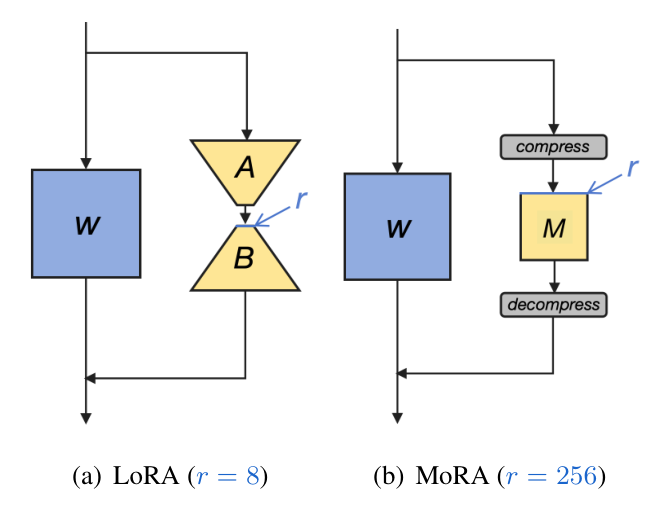 W
A
r
B
(a) LoRA (r = 8)
compress
W
r
M
decompress
(b) MoRA (r = 256)